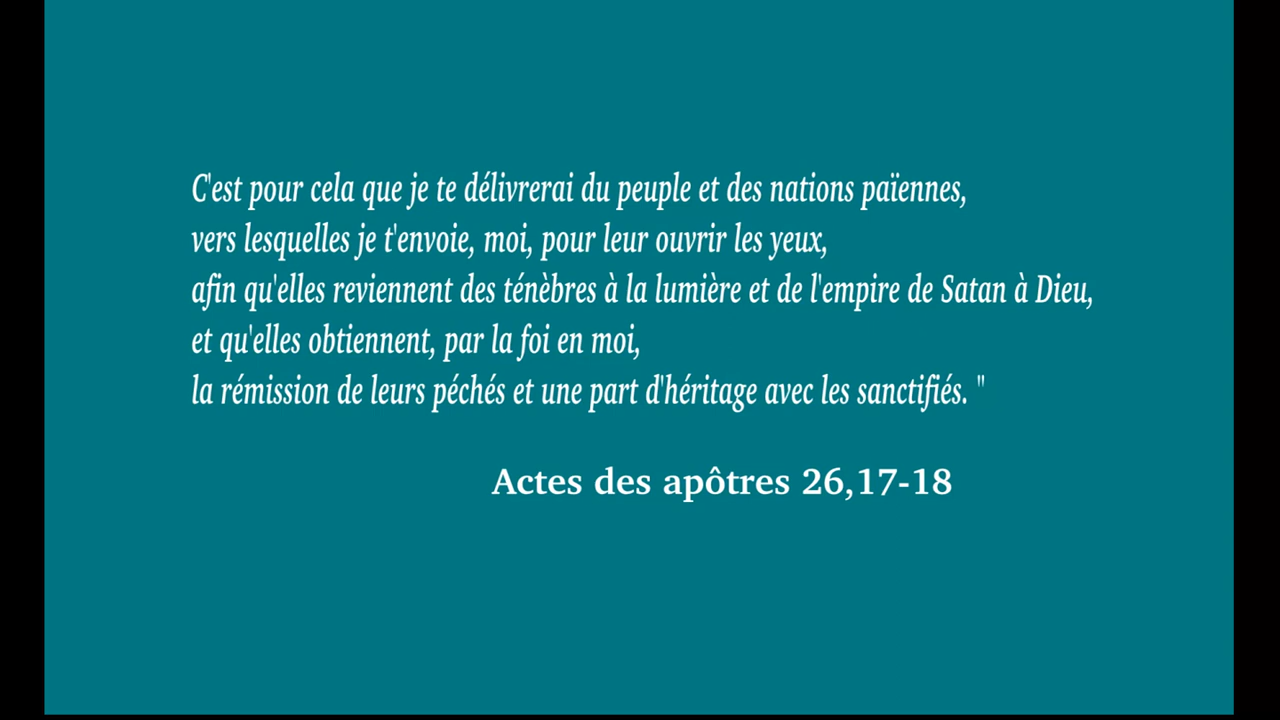 C'est pour cela que je te délivrerai du peuple et des nations païennes,
vers lesquelles je t'envoie, moi, pour leur ouvrir les yeux,
afin qu'elles reviennent des ténèbres à la lumière et de l'empire de Satan à Dieu,
et qu'elles obtiennent, par la foi en moi,
la rémission de leurs péchés et une part d'héritage avec les sanctifiés. "
Actes des apôtres 26,17-18